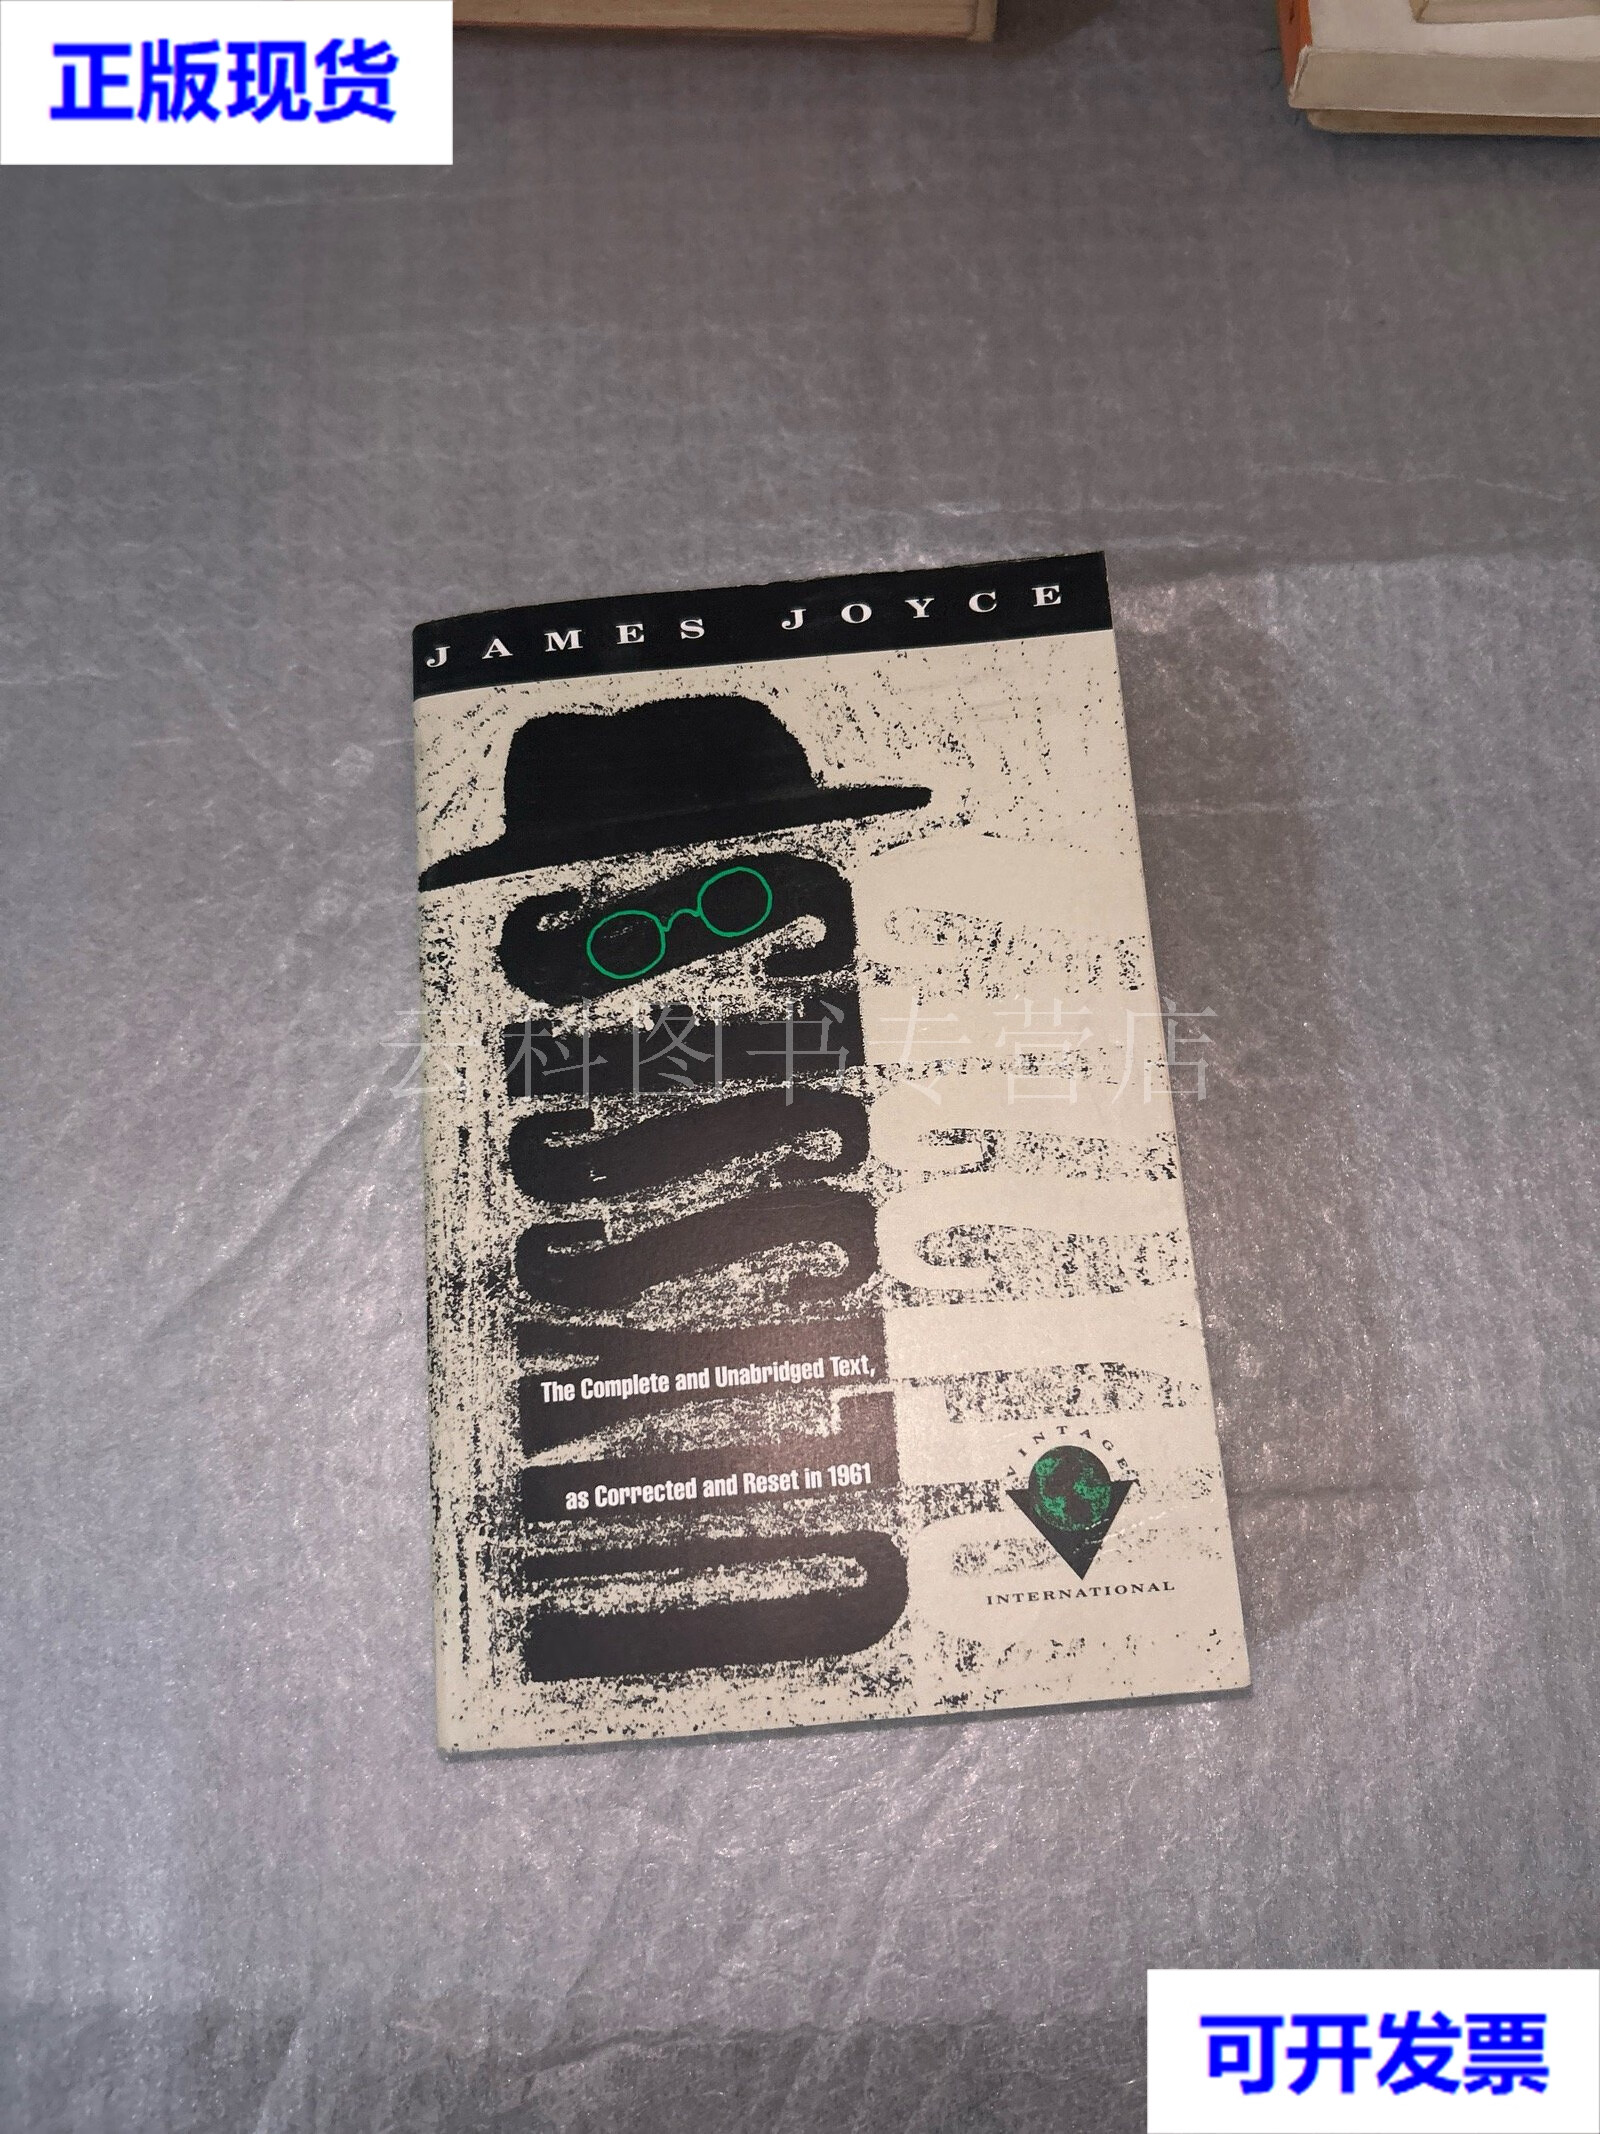 正版现货
JAMES JOYCE
ULYSSES
云科图书专营店
The Complete and Unabridged Text,
as Corrected and Reset in 1961
VINTAGE
INTERNATIONAL
可开发票